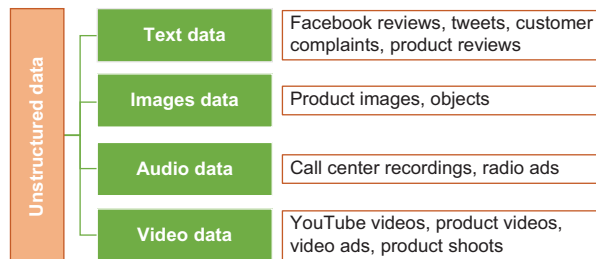 Unstructured data
Text data
Facebook reviews, tweets, customer
complaints, product reviews
Images data
Product images, objects
Audio data
Call center recordings, radio ads
Video data
YouTube videos, product videos,
video ads, product shoots